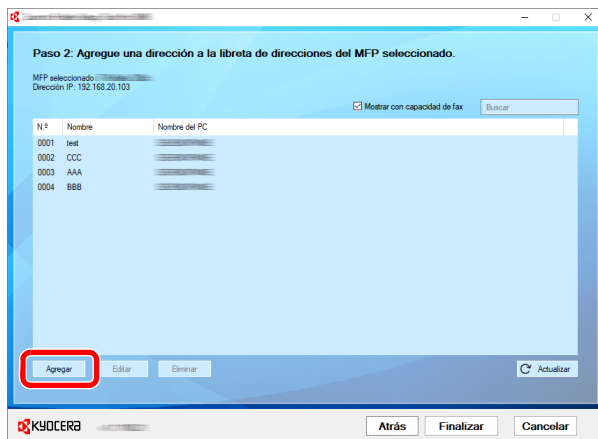 Paso 2: Agregue una dirección a la libreta de direcciones del MFP seleccionado.
MFP seleccionado
Dirección IP: 192.168.20.103
Mostrar con capacidad de fax Buscar
N.º Nombre Nombre del PC
0001 test
0002 CCC
0003 AAA
0004 BBB
Agregar Editar Eliminar Actualizar
KYOCERA Atrás Finalizar Cancelar